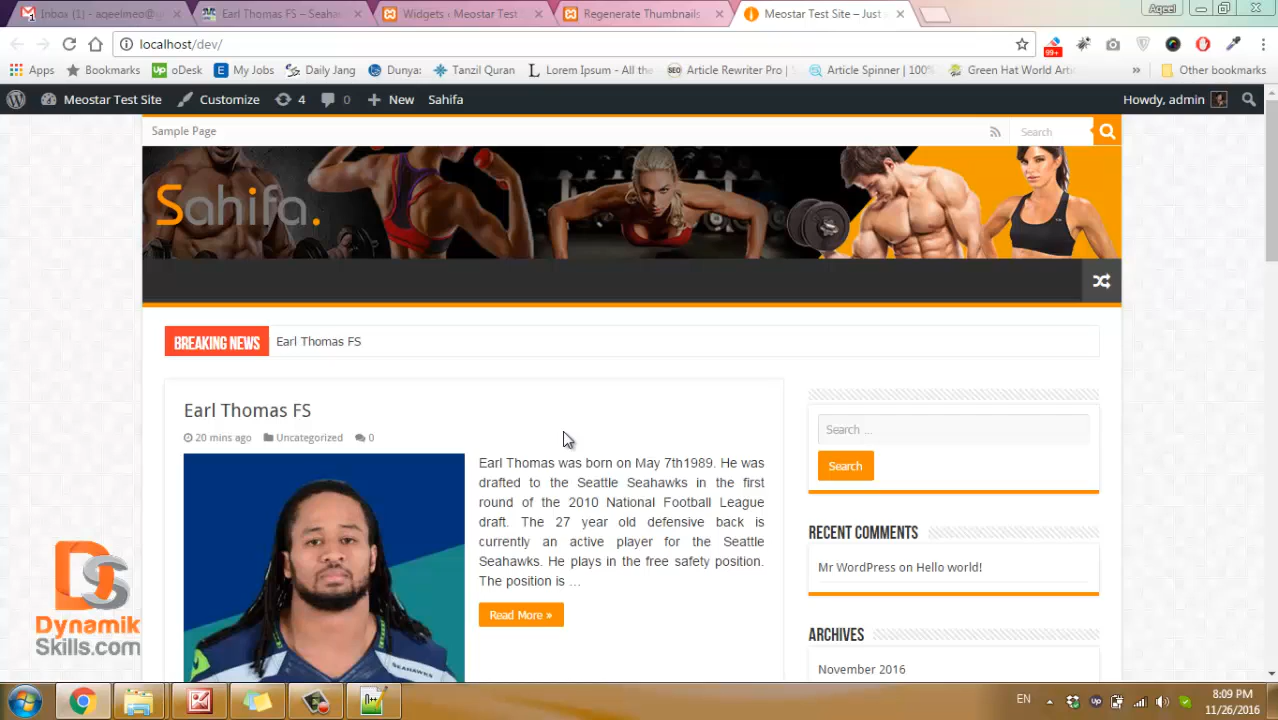 Inbox (1) - aqeelmeo@g
Earl Thomas FS – Seaha
Widgets ‹ Meostar Test
Regenerate Thumbnails
Meostar Test Site – Just
Aqeel
localhost/dev/
99+
Apps
Bookmarks
oDesk
My Jobs
Daily Jang
Dunya:
Tanzil Quran
Lorem Ipsum - All the
Article Rewriter Pro |
Article Spinner | 100%
Green Hat World Arti
»
Other bookmarks
Meostar Test Site
Customize
4
0
New
Sahifa
Howdy, admin
Sample Page
Search
Sahifa.
BREAKING NEWS
Earl Thomas FS
Earl Thomas FS
20 mins ago
Uncategorized
0
Earl Thomas was born on May 7th1989. He was
drafted to the Seattle Seahawks in the first
round of the 2010 National Football League
draft. The 27 year old defensive back is
currently an active player for the Seattle
Seahawks. He plays in the free safety position.
The position is ...
Read More »
SEAHAWKS
Search ...
Search
RECENT COMMENTS
Mr WordPress on Hello world!
ARCHIVES
November 2016
DS
Dynamik
Skills.com
EN
8:09 PM
11/26/2016